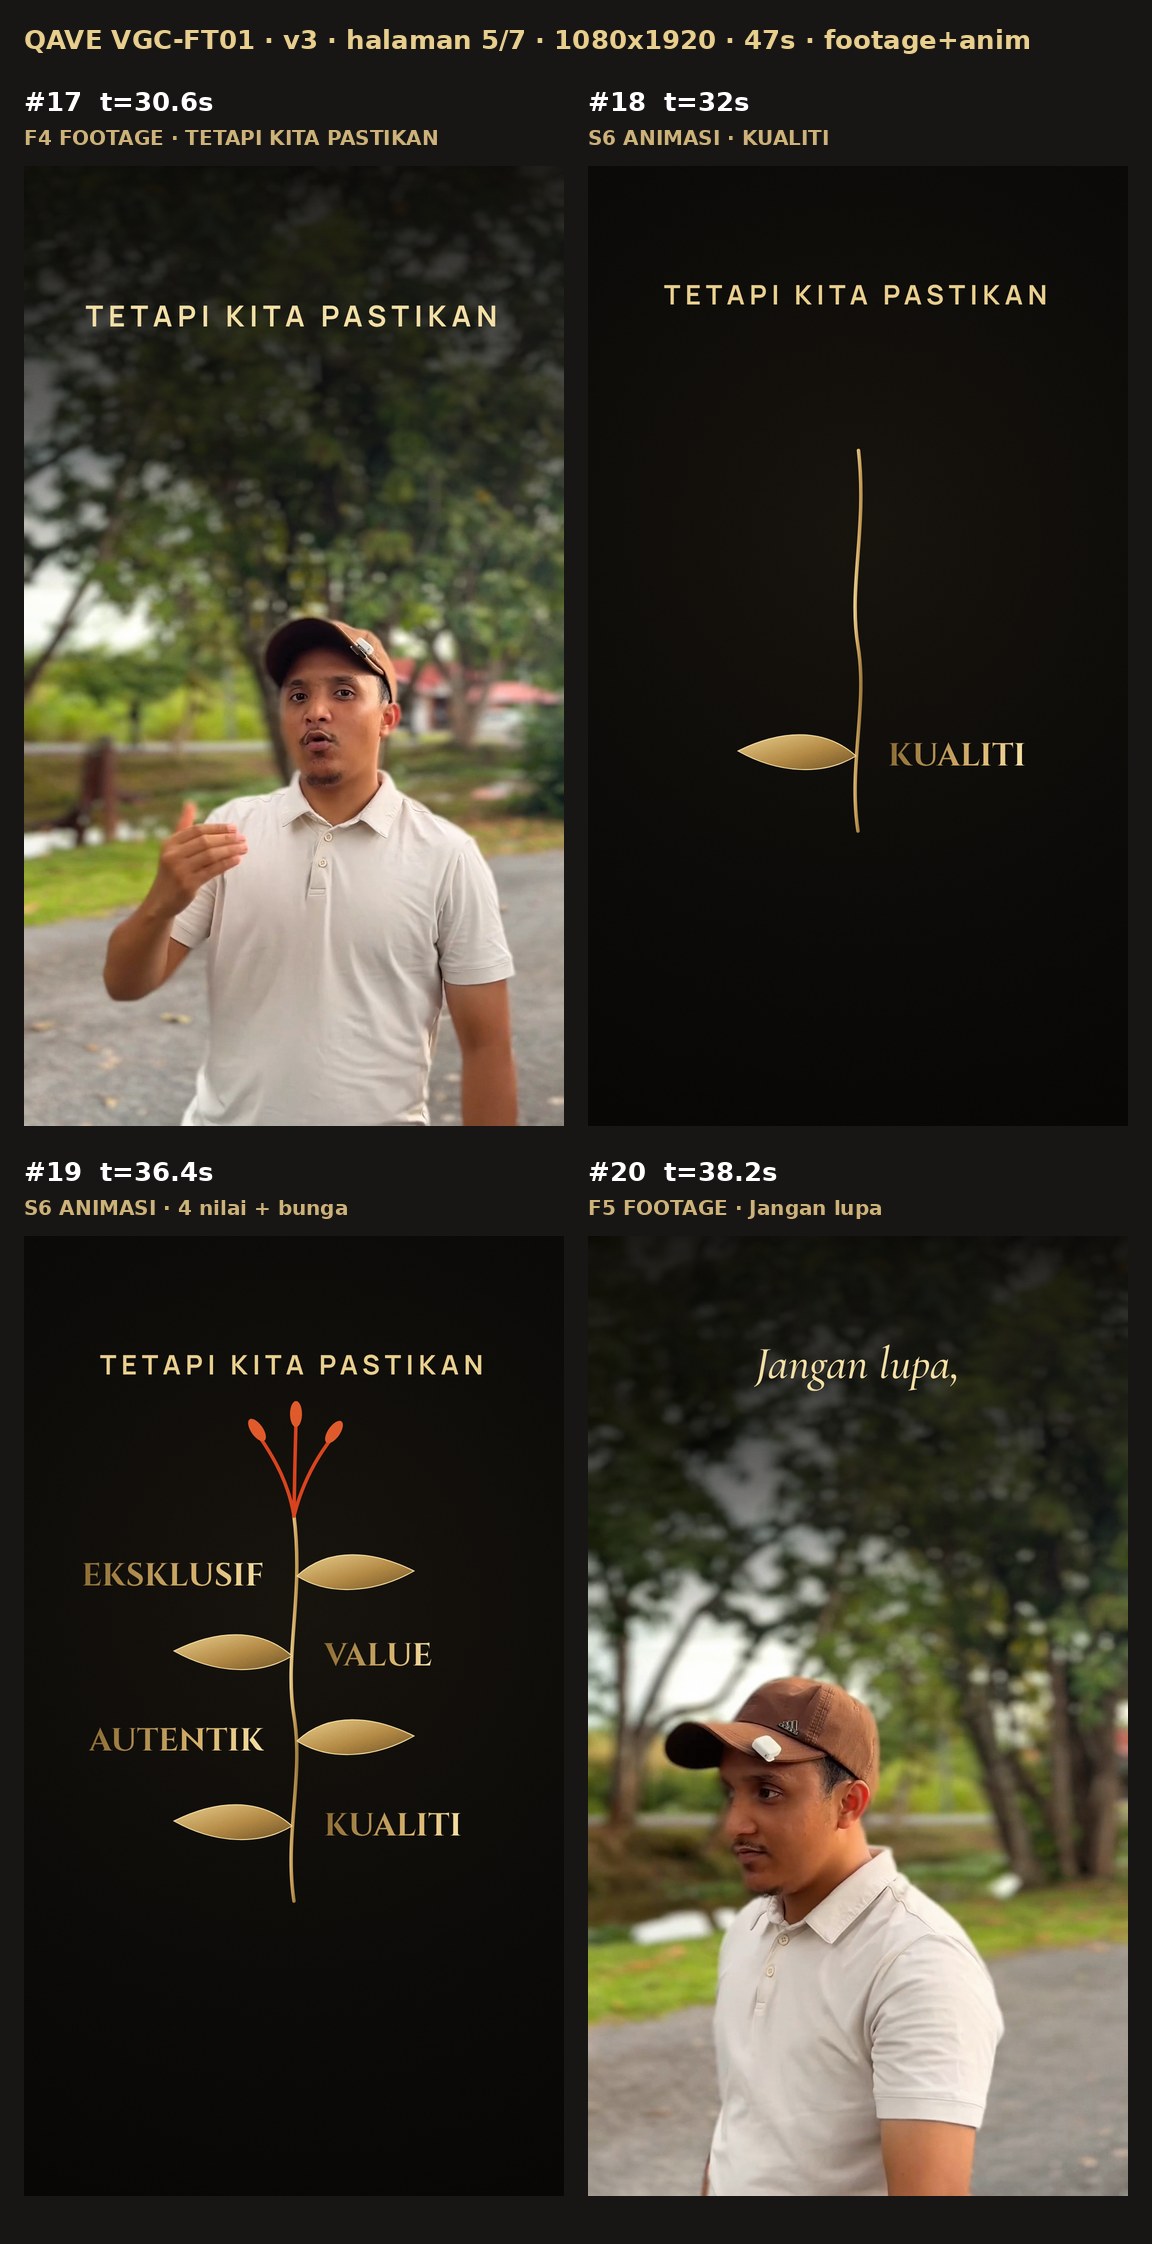 QAVE VGC-FT01 · v3 · halaman 5/7 · 1080x1920 · 47s · footage+anim
#17 t=30.6s
F4 FOOTAGE · TETAPI KITA PASTIKAN
TETAPI KITA PASTIKAN
#18 t=32s
S6 ANIMASI · KUALITI
TETAPI KITA PASTIKAN
KUALITI
#19 t=36.4s
S6 ANIMASI · 4 nilai + bunga
TETAPI KITA PASTIKAN
EKSKLUSIF
VALUE
AUTENTIK
KUALITI
#20 t=38.2s
F5 FOOTAGE · Jangan lupa
Jangan lupa,